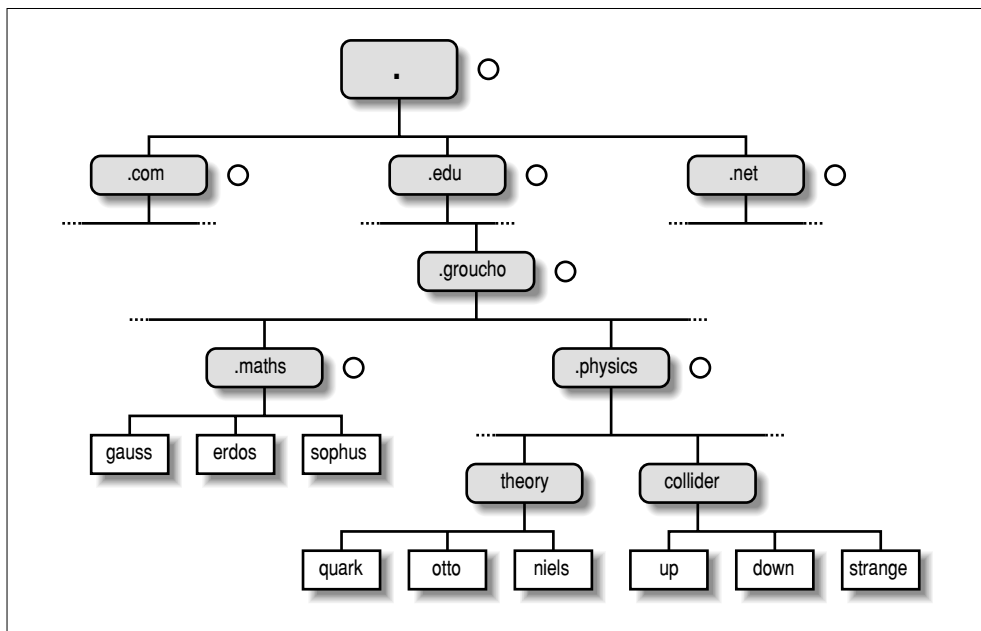 .
.com
.edu
.net
.groucho
.maths
.physics
gauss
erdos
sophus
theory
collider
quark
otto
niels
up
down
strange